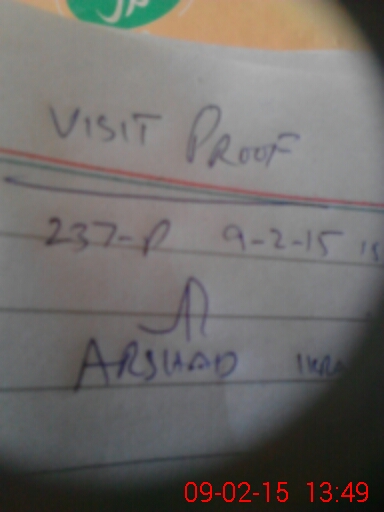 VISIT PROOF
237-P 9-2-15
ARSHAD
09-02-15 13:49